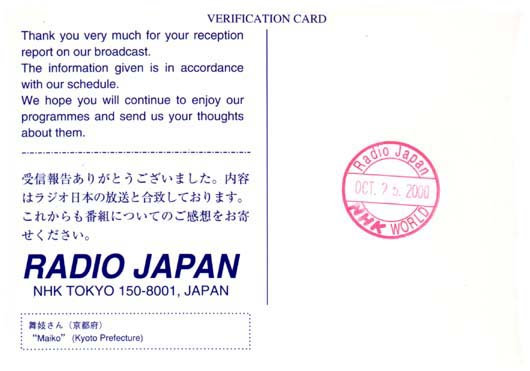 VERIFICATION CARD
Thank you very much for your reception
report on our broadcast.
The information given is in accordance
with our schedule.
We hope you will continue to enjoy our
programmes and send us your thoughts
about them.
受信報告ありがとうございました。内容
はラジオ日本の放送と合致しております。
これからも番組についてのご感想をお寄
せください。
RADIO JAPAN
NHK TOKYO 150-8001, JAPAN
舞妓さん（京都府）
“Maiko” (Kyoto Prefecture)
Radio Japan
OCT. 2 5. 2000
NHK WORLD